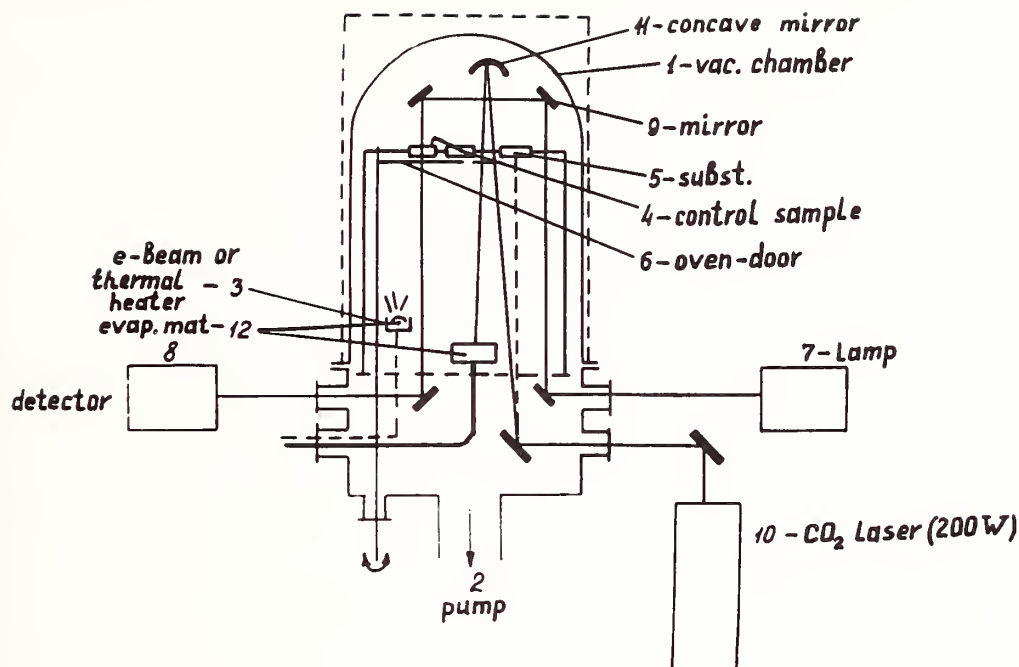 11-concave mirror
1-vac. chamber
9-mirror
5-subst.
4-control sample
6-oven-door
e-Beam or
thermal - 3
heater
evap. mat-12
8
detector
7-Lamp
10-CO₂ Laser (200W)
2
pump